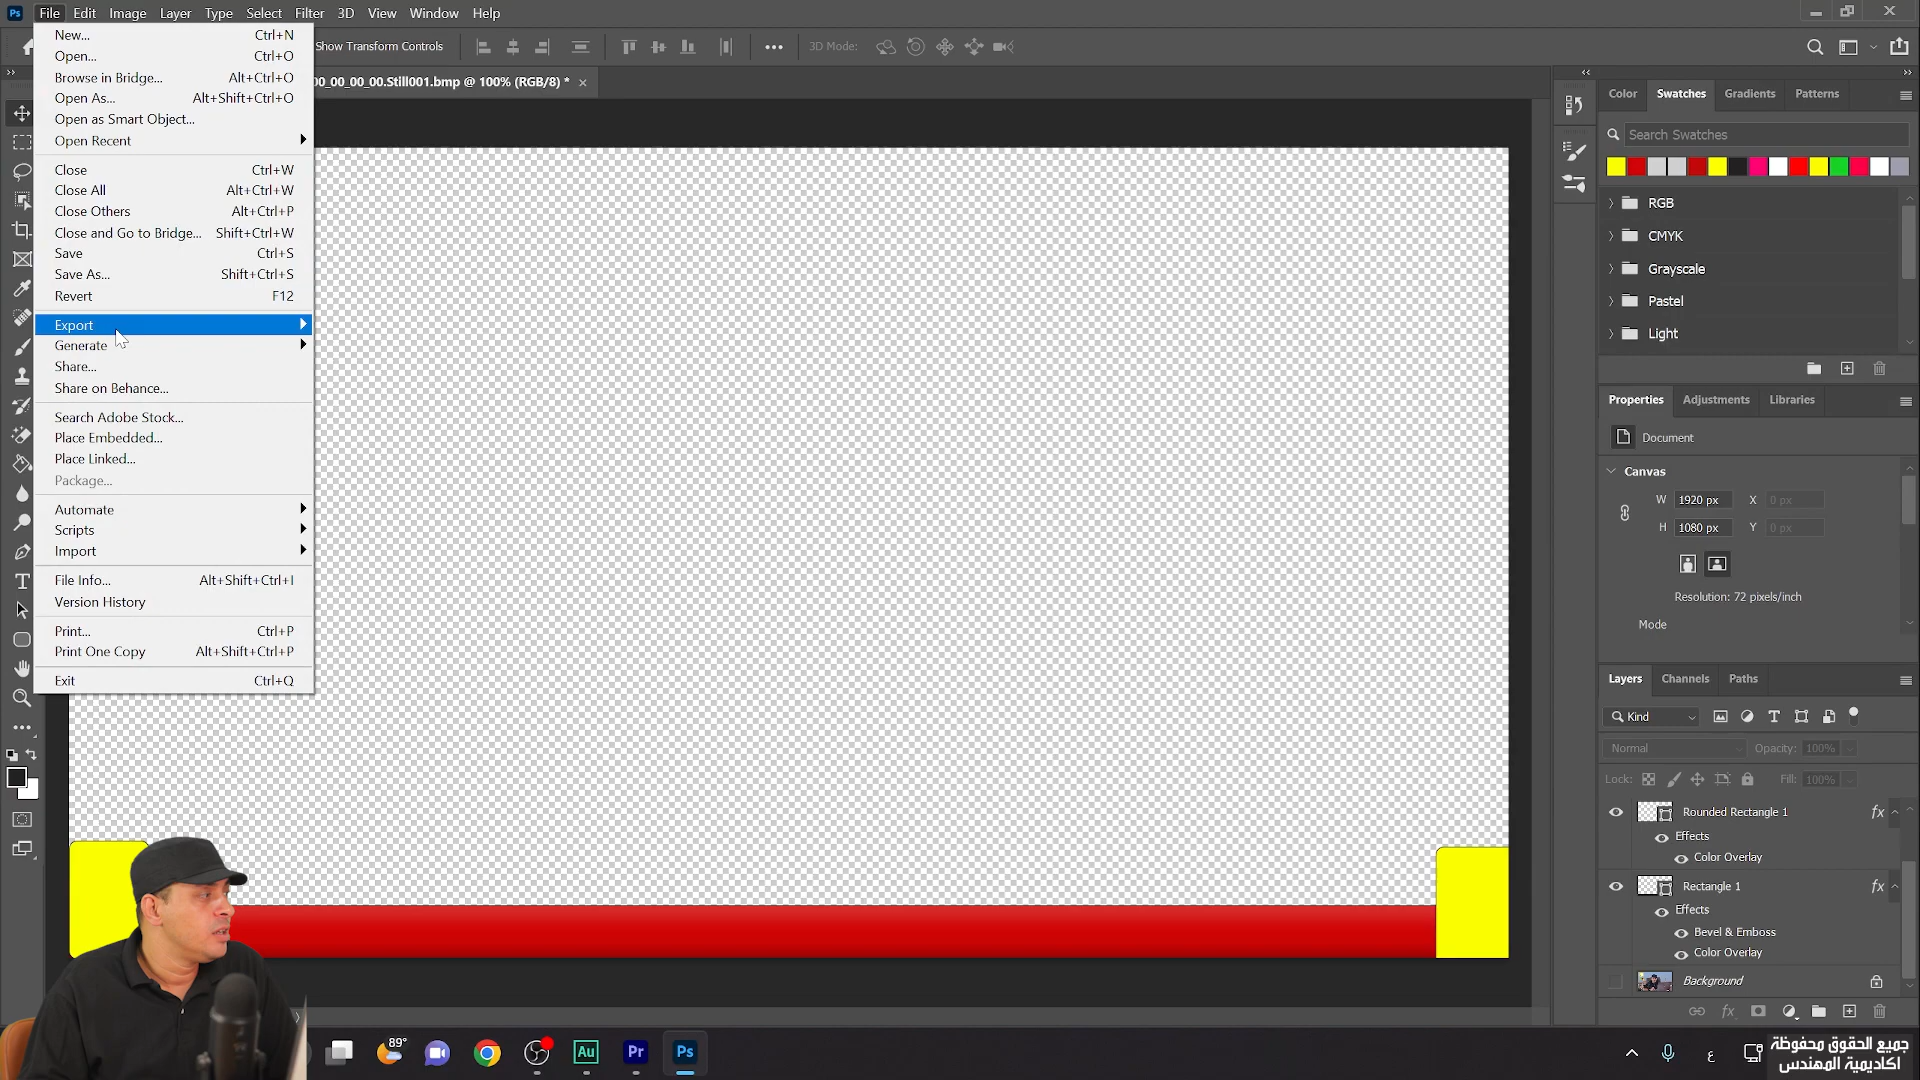 Ps File Edit Image Layer Type Select Filter 3D View Window Help
Show Transform Controls
3D Mode:
New... Ctrl+N
Open... Ctrl+O
Browse in Bridge... Alt+Ctrl+O
Open As... Alt+Shift+Ctrl+O
Open as Smart Object...
Open Recent
Close Ctrl+W
Close All Alt+Ctrl+W
Close Others Alt+Ctrl+P
Close and Go to Bridge... Shift+Ctrl+W
Save Ctrl+S
Save As... Shift+Ctrl+S
Revert F12
Export
Generate
Share...
Share on Behance...
Search Adobe Stock...
Place Embedded...
Place Linked...
Package...
Automate
Scripts
Import
File Info... Alt+Shift+Ctrl+I
Version History
Print... Ctrl+P
Print One Copy Alt+Shift+Ctrl+P
Exit Ctrl+Q
00_00_00_00.Still001.bmp @ 100% (RGB/8) *
Color Swatches Gradients Patterns
Search Swatches
RGB
CMYK
Grayscale
Pastel
Light
Properties Adjustments Libraries
Document
Canvas
W 1920 px X 0 px
H 1080 px Y 0 px
Resolution: 72 pixels/inch
Mode
Layers Channels Paths
Kind
Normal Opacity: 100%
Lock: Fill: 100%
Rounded Rectangle 1 fx
Effects
Color Overlay
Rectangle 1 fx
Effects
Bevel & Emboss
Color Overlay
Background
fx
89°
Au Pr Ps
ع
جميع الحقوق محفوظة
اكاديمية المهندس